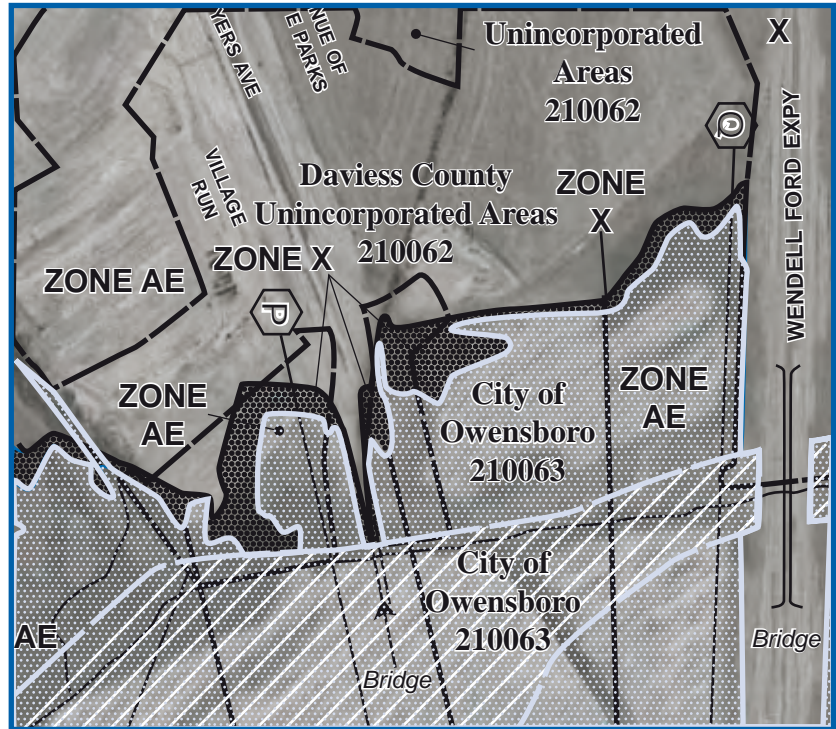 YERS AVE
NUE OF
E PARKS
Unincorporated
Areas
210062
X
WENDELL FORD EXPY
VILLAGE
RUN
Daviess County
Unincorporated Areas
210062
ZONE
X
ZONE AE
ZONE X
P
ZONE
AE
ZONE
AE
City of
Owensboro
210063
City of
Owensboro
210063
AE
Bridge
Bridge